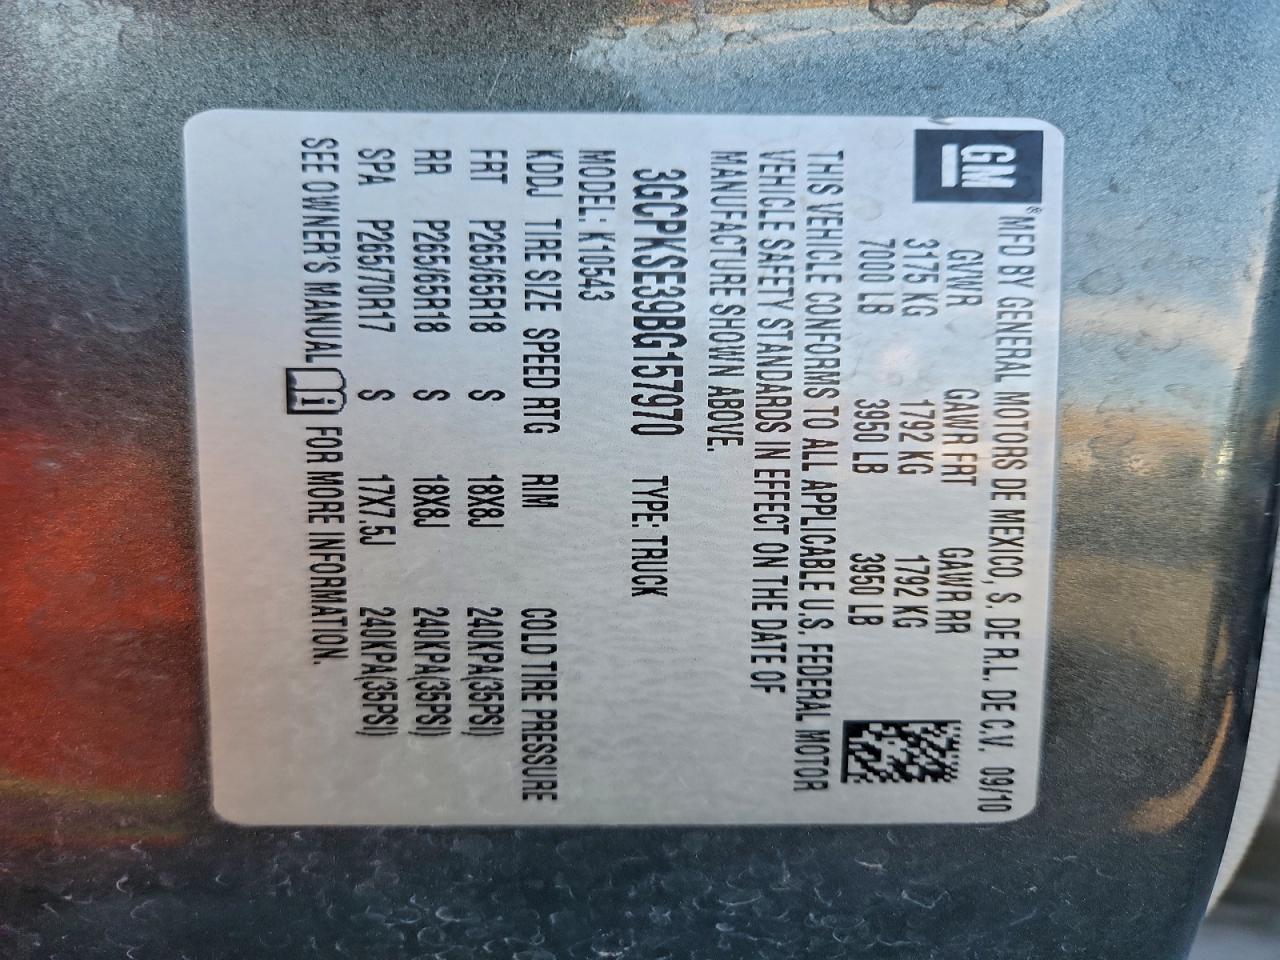 GM
® MFD BY GENERAL MOTORS DE MEXICO, S. DE R.L. DE C.V. 09/10
GVWR GAWR FRT GAWR RR
3175 KG 1792 KG 1792 KG
7000 LB 3950 LB 3950 LB
THIS VEHICLE CONFORMS TO ALL APPLICABLE U.S. FEDERAL MOTOR
VEHICLE SAFETY STANDARDS IN EFFECT ON THE DATE OF
MANUFACTURE SHOWN ABOVE.
3GCPKSE39BG157970 TYPE: TRUCK
MODEL: K10543
KODJ TIRE SIZE SPEED RTG RIM COLD TIRE PRESSURE
FRT P265/65R18 S 18X8J 240KPA(35PSI)
RR P265/65R18 S 18X8J 240KPA(35PSI)
SPA P265/70R17 S 17X7.5J 240KPA(35PSI)
SEE OWNER'S MANUAL i FOR MORE INFORMATION.